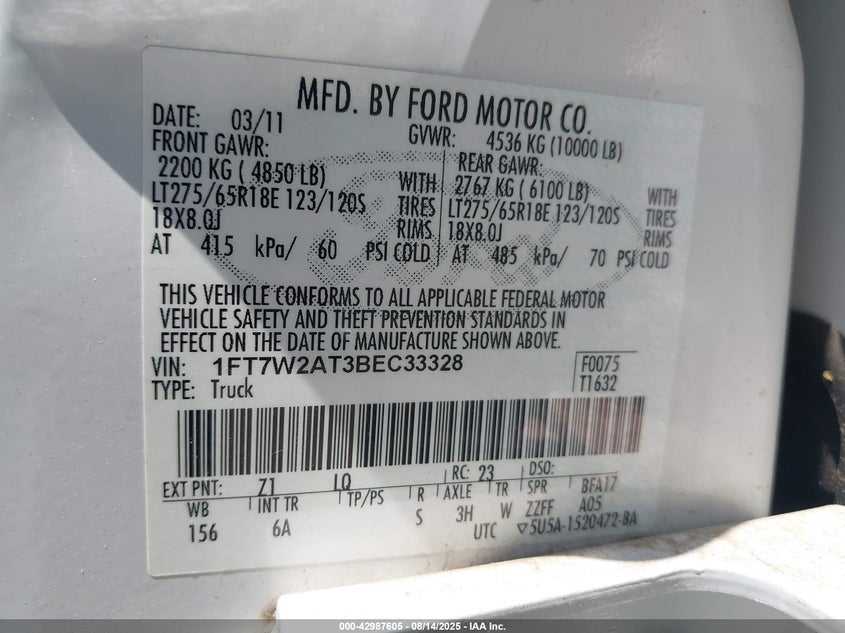 MFD. BY FORD MOTOR CO.
DATE: 03/11 GVWR: 4536 KG (10000 LB)
FRONT GAWR: REAR GAWR:
2200 KG ( 4850 LB) WITH 2767 KG ( 6100 LB) WITH
LT275/65R18E 123/120S TIRES LT275/65R18E 123/120S TIRES
18X8.0J RIMS 18X8.0J RIMS
AT 415 kPa/ 60 PSI COLD AT 485 kPa/ 70 PSI COLD
THIS VEHICLE CONFORMS TO ALL APPLICABLE FEDERAL MOTOR
VEHICLE SAFETY AND THEFT PREVENTION STANDARDS IN
EFFECT ON THE DATE OF MANUFACTURE SHOWN ABOVE.
VIN: 1FT7W2AT3BEC33328 F0075
TYPE: Truck T1632
EXT PNT: Z1 LQ RC: 23 DSO:
WB INT TR TP/PS R AXLE TR SPR BFA17
156 6A S 3H W ZZFF A05
UTC 5U5A-1520472-BA
000-42987605 - 08/14/2025 - IAA Inc.